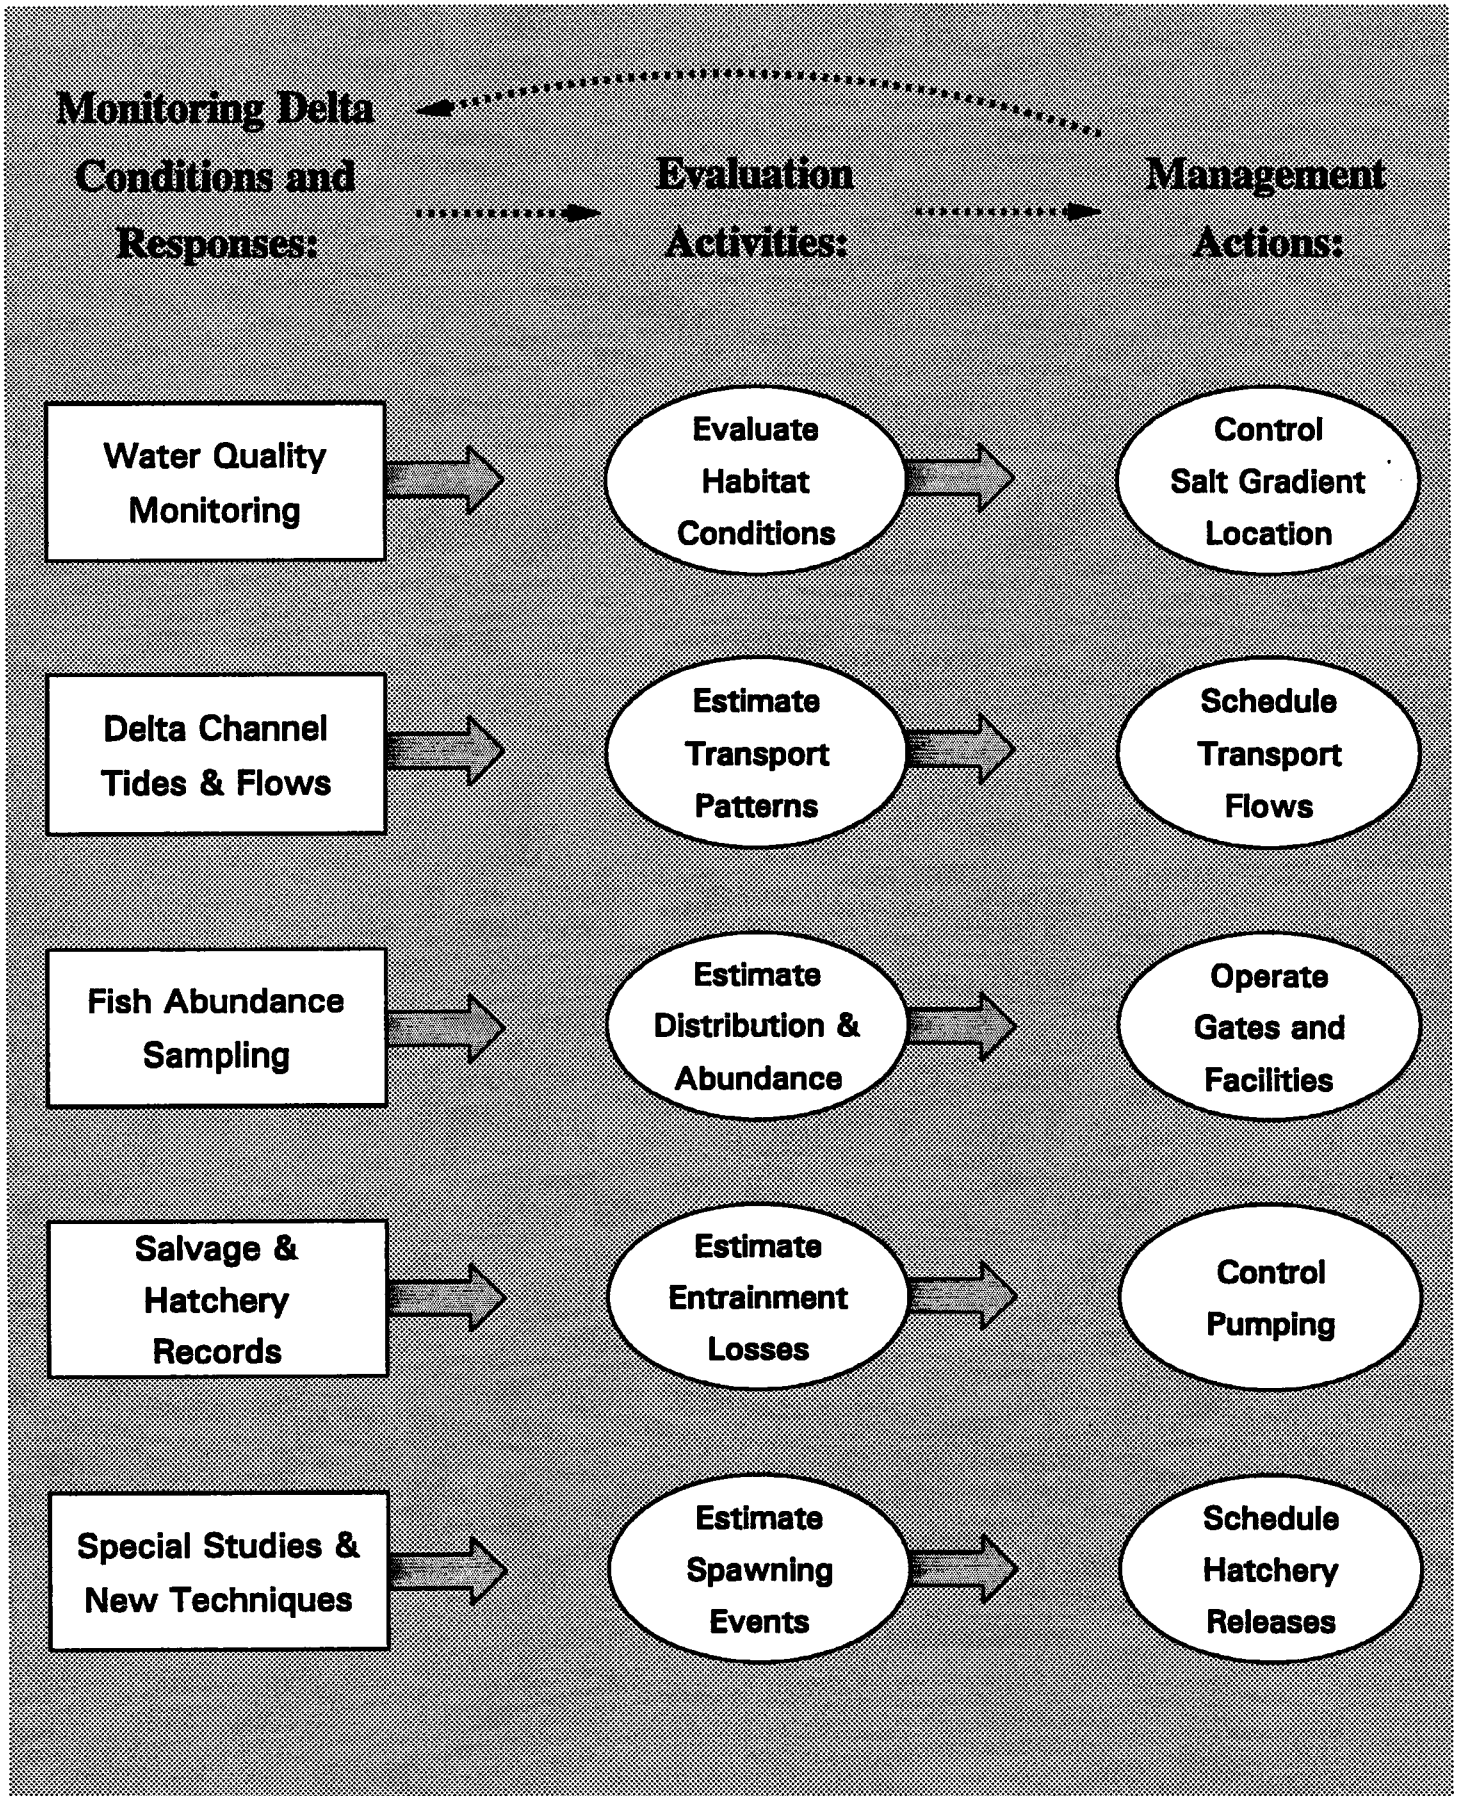 Monitoring Delta
Conditions and
Responses:
Evaluation
Activities:
Management
Actions:
Water Quality
Monitoring
Evaluate
Habitat
Conditions
Control
Salt Gradient
Location
Delta Channel
Tides & Flows
Estimate
Transport
Patterns
Schedule
Transport
Flows
Fish Abundance
Sampling
Estimate
Distribution &
Abundance
Operate
Gates and
Facilities
Salvage &
Hatchery
Records
Estimate
Entrainment
Losses
Control
Pumping
Special Studies &
New Techniques
Estimate
Spawning
Events
Schedule
Hatchery
Releases